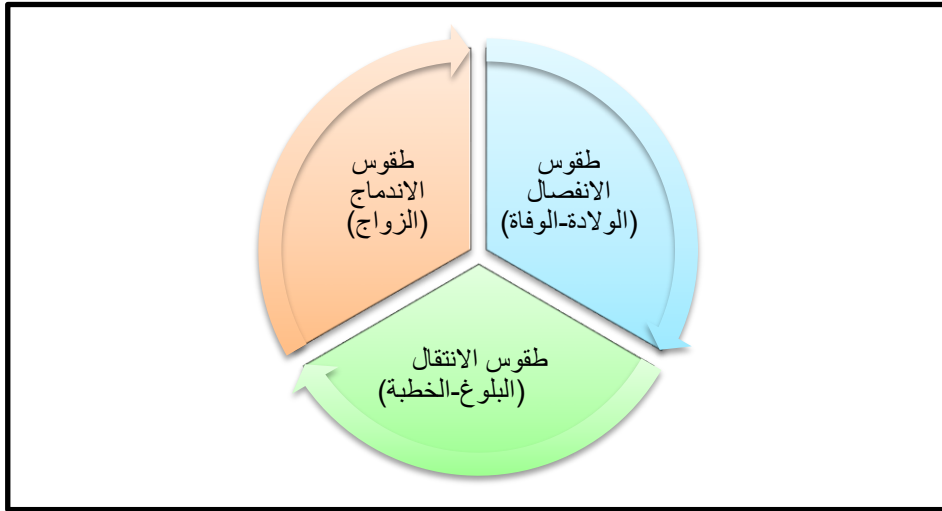 طقوس
الانفصال
(الولادة-الوفاة)
طقوس الانتقال
(البلوغ-الخطبة)
طقوس
الاندماج
(الزواج)